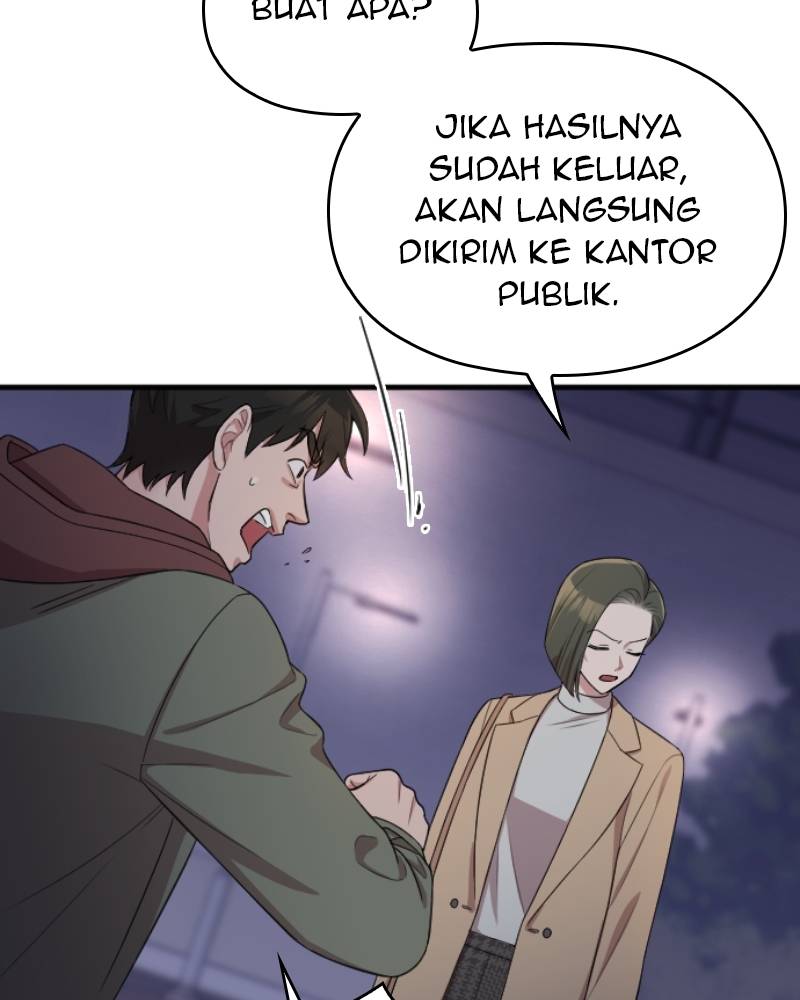 BUAT APA?
JIKA HASILNYA
SUDAH KELUAR,
AKAN LANGSUNG
DIKIRIM KE KANTOR
PUBLIK.